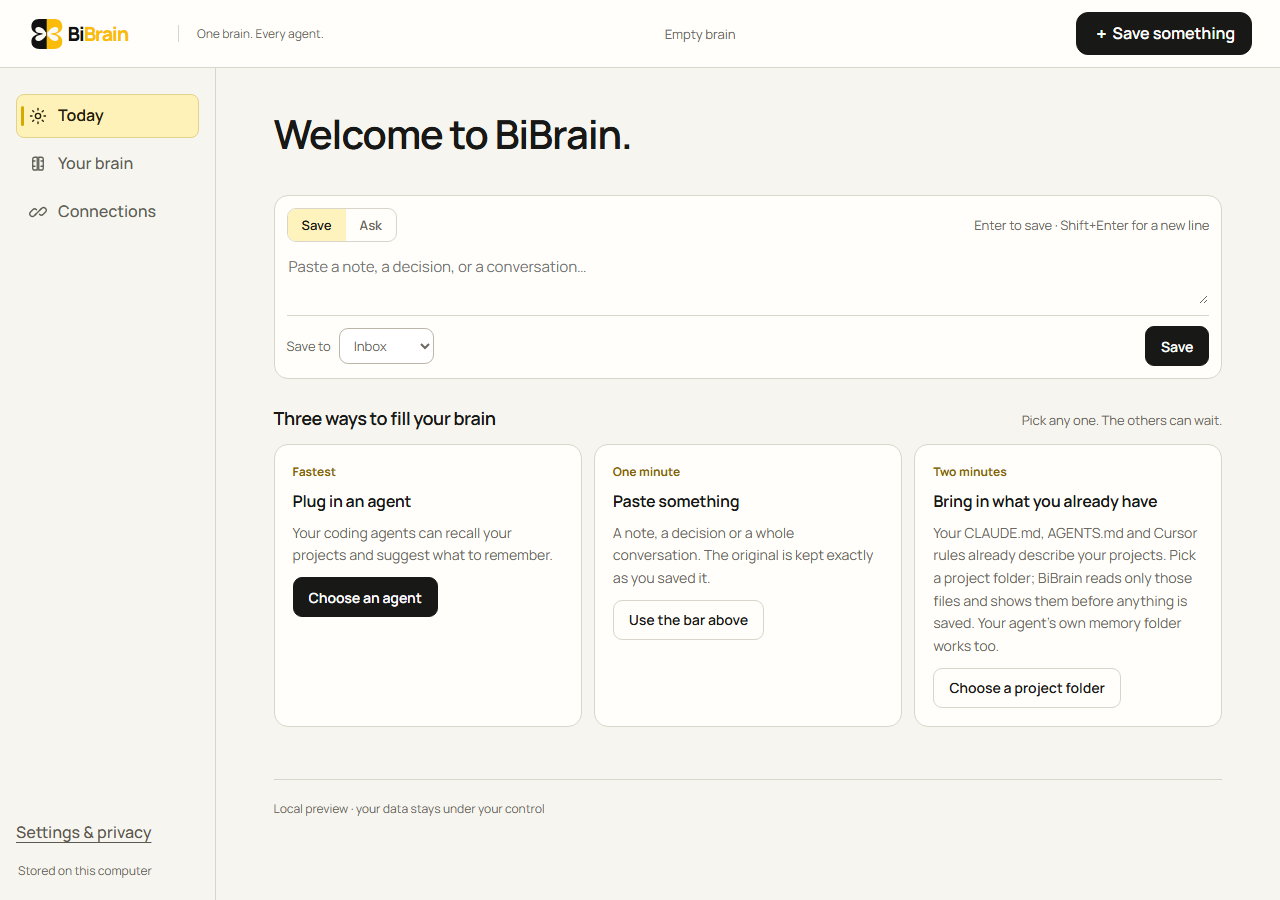 BiBrain
One brain. Every agent.
Empty brain
+ Save something
Today
Your brain
Connections
Welcome to BiBrain.
Save
Ask
Enter to save · Shift+Enter for a new line
Paste a note, a decision, or a conversation…
Save to
Inbox
Save
Three ways to fill your brain
Pick any one. The others can wait.
Fastest
Plug in an agent
Your coding agents can recall your
projects and suggest what to remember.
Choose an agent
One minute
Paste something
A note, a decision or a whole
conversation. The original is kept exactly
as you saved it.
Use the bar above
Two minutes
Bring in what you already have
Your CLAUDE.md, AGENTS.md and Cursor
rules already describe your projects. Pick
a project folder; BiBrain reads only those
files and shows them before anything is
saved. Your agent's own memory folder
works too.
Choose a project folder
Local preview · your data stays under your control
Settings & privacy
Stored on this computer